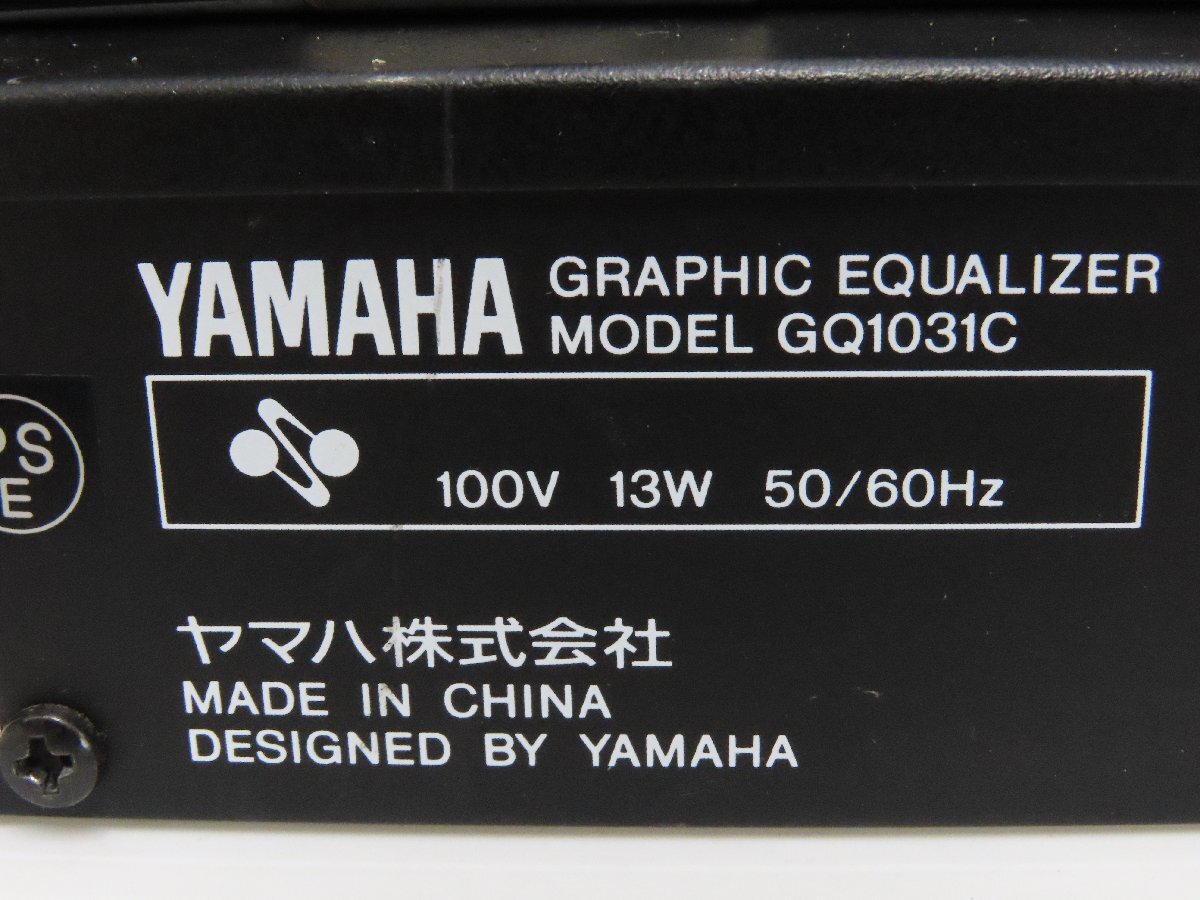 YAMAHA GRAPHIC EQUALIZER
MODEL GQ1031C
PS
E
100V 13W 50/60Hz
ヤマハ株式会社
MADE IN CHINA
DESIGNED BY YAMAHA